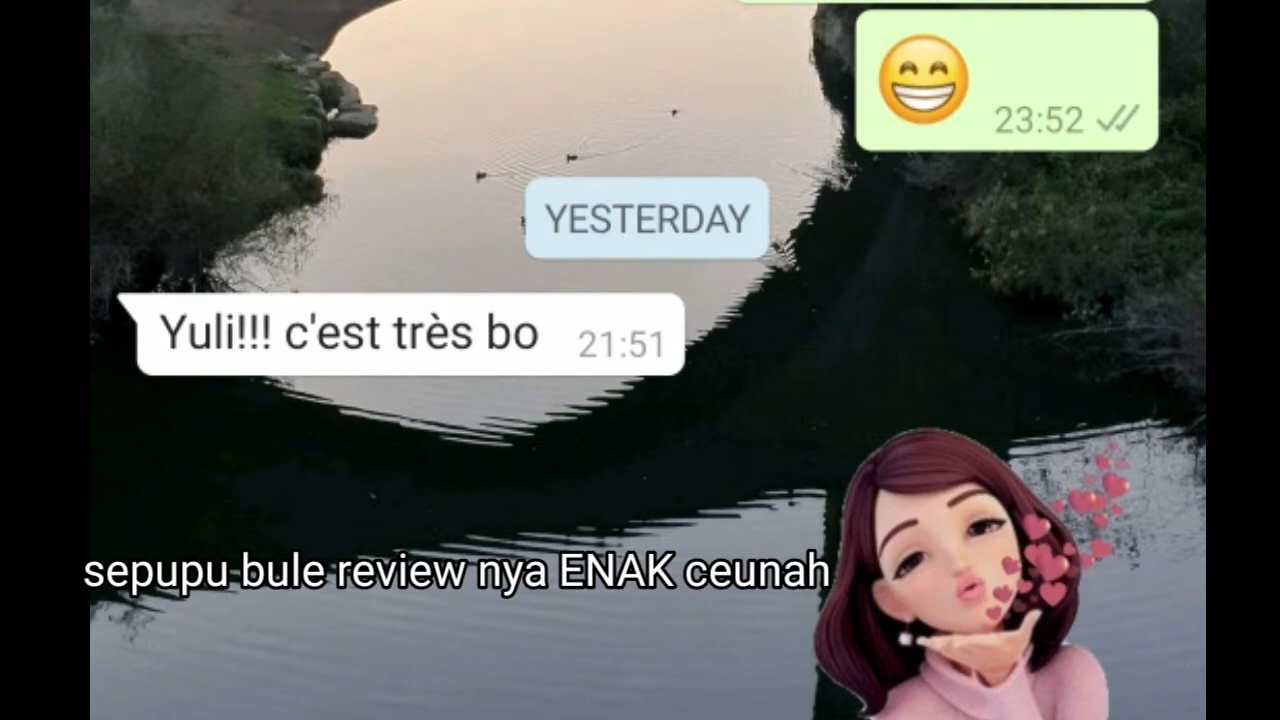 23:52
YESTERDAY
Yuli!!! c'est très bo 21:51
sepupu bule review nya ENAK ceunah